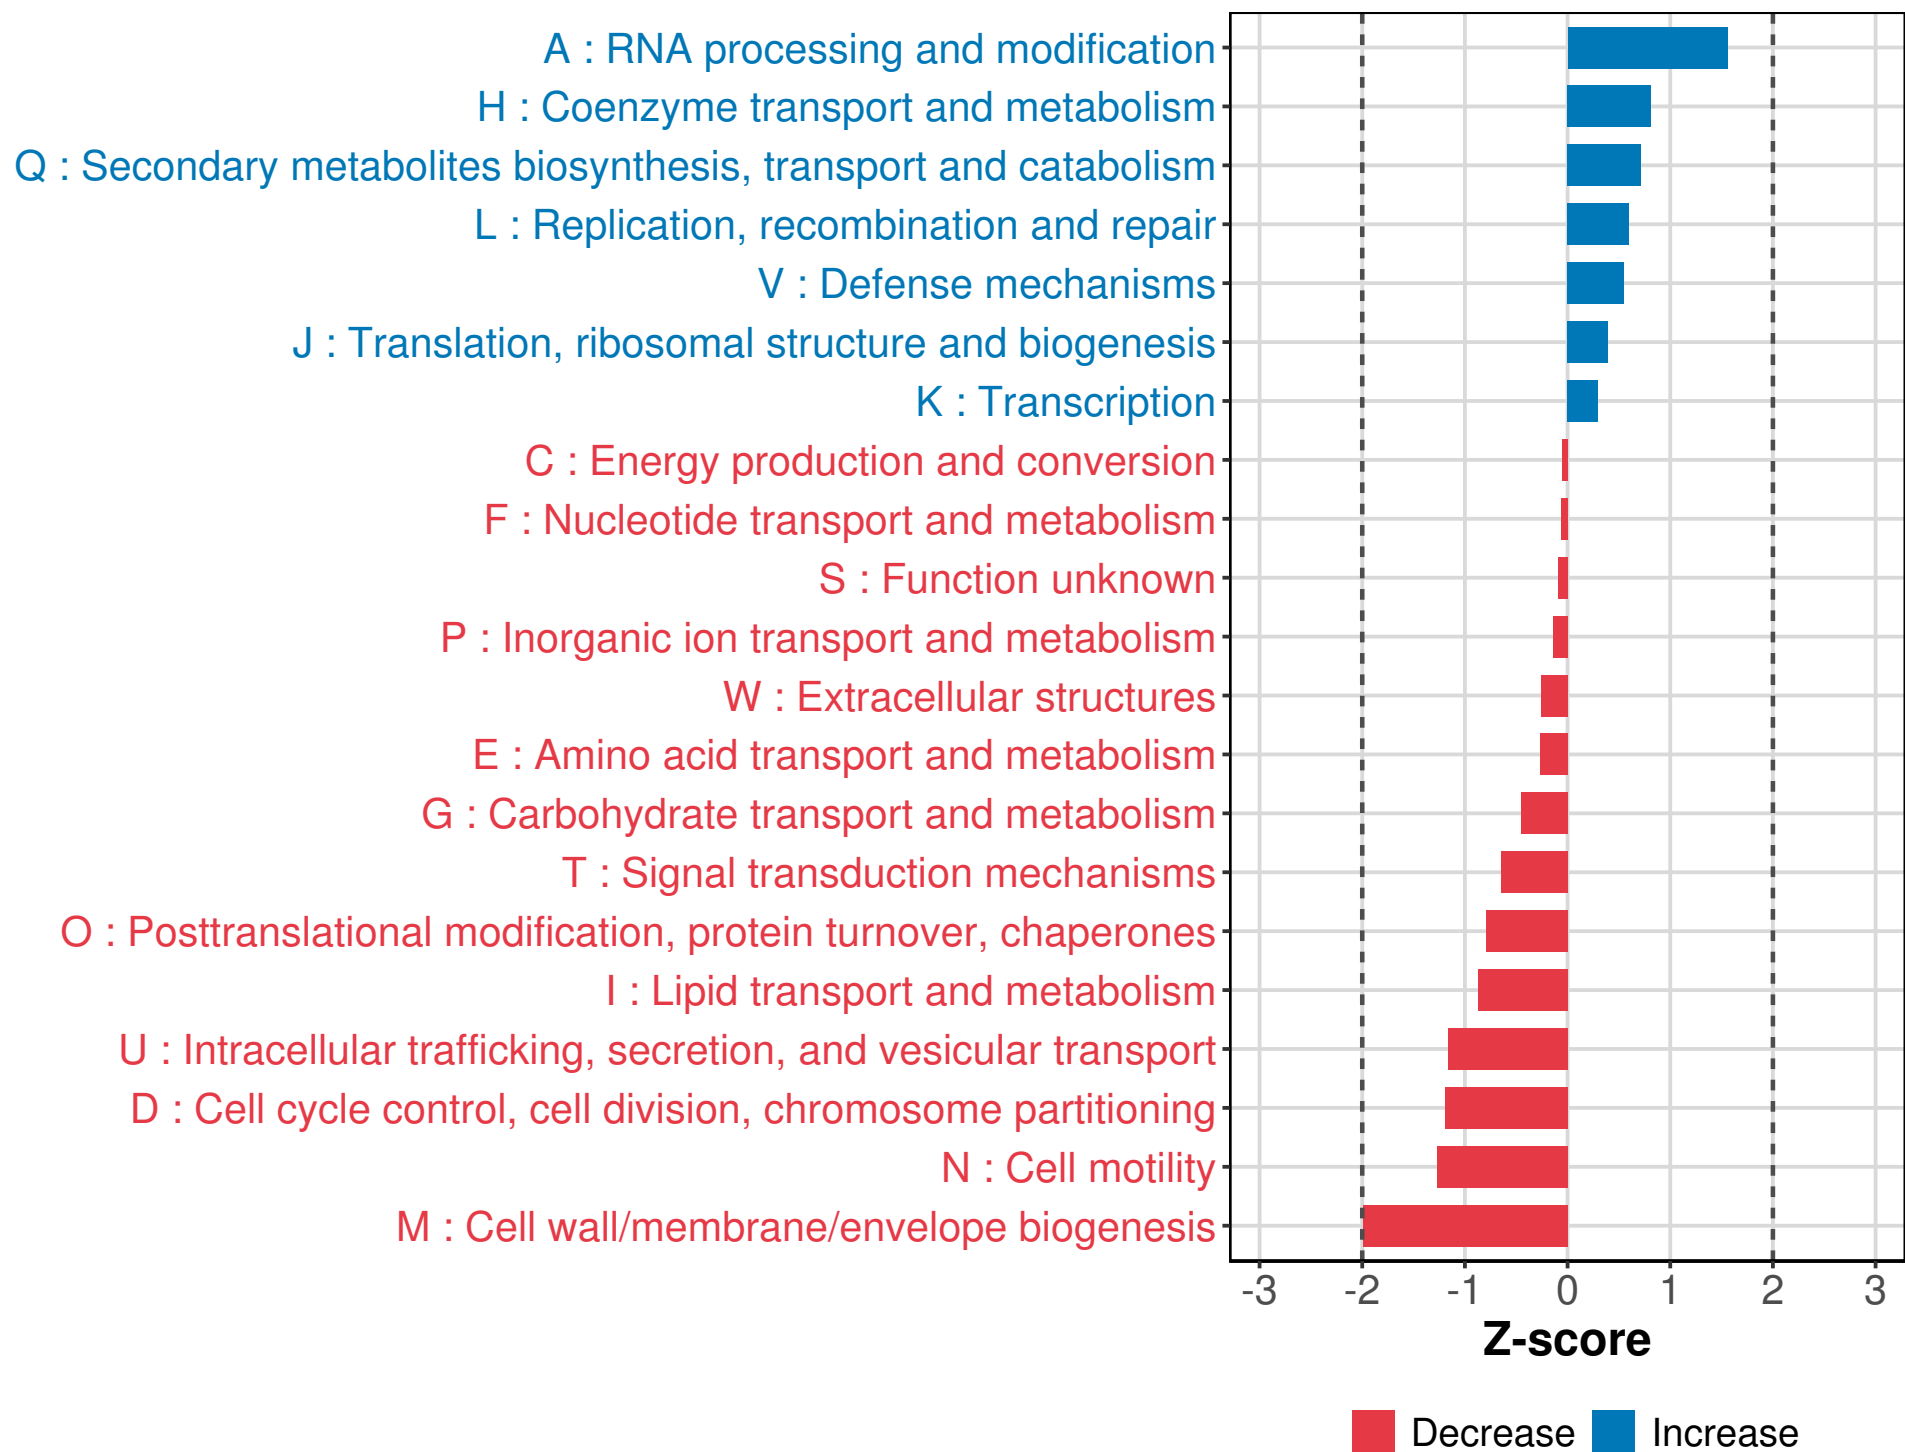 A : RNA processing and modification
H : Coenzyme transport and metabolism
Q : Secondary metabolites biosynthesis, transport and catabolism
L : Replication, recombination and repair
V : Defense mechanisms
J : Translation, ribosomal structure and biogenesis
K : Transcription
C : Energy production and conversion
F : Nucleotide transport and metabolism
S : Function unknown
P : Inorganic ion transport and metabolism
W : Extracellular structures
E : Amino acid transport and metabolism
G : Carbohydrate transport and metabolism
T : Signal transduction mechanisms
O : Posttranslational modification, protein turnover, chaperones
I : Lipid transport and metabolism
U : Intracellular trafficking, secretion, and vesicular transport
D : Cell cycle control, cell division, chromosome partitioning
N : Cell motility
M : Cell wall/membrane/envelope biogenesis
-3 -2 -1 0 1 2 3
Z-score
Decrease Increase